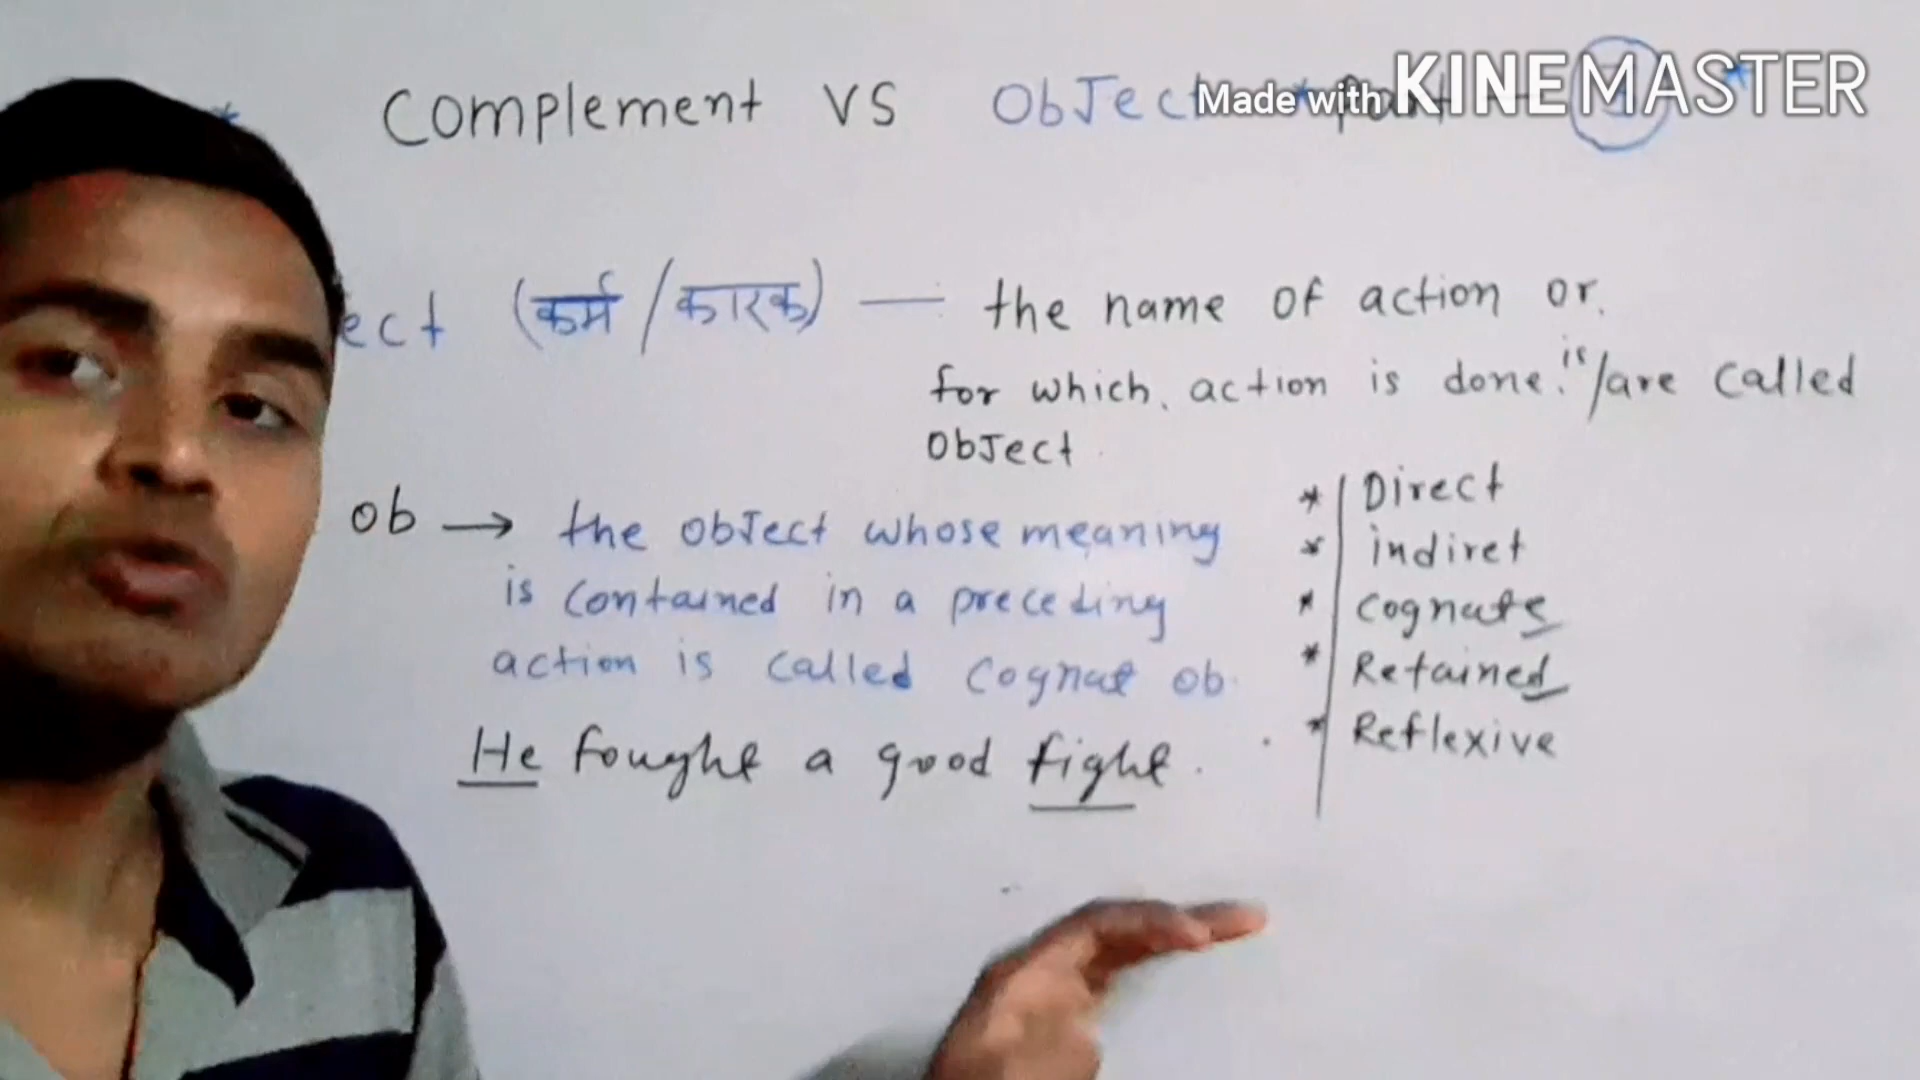 * Complement VS Object * Part
Made with KINEMASTER
ect (कर्म / कारक) — the name of action or.
for which. action is done. is/are called
Object.
ob → the object whose meaning
is contained in a preceding
action is called cognat ob.
He fought a good fight.
* Direct
* indiret
* cognate
* Retained
* Reflexive